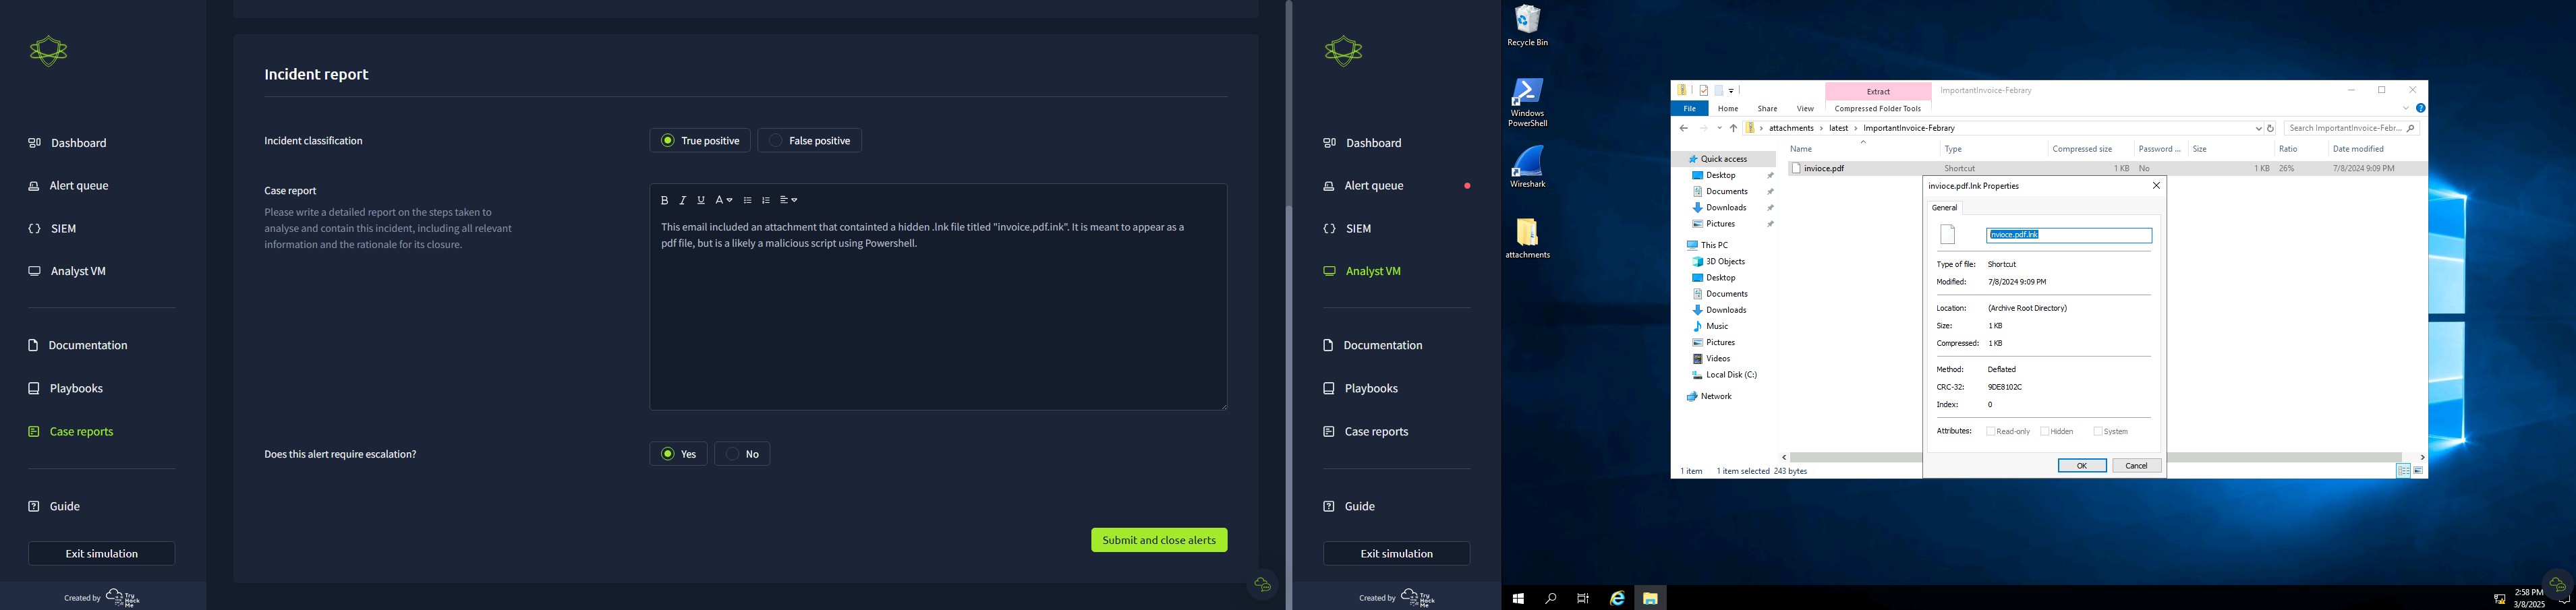 Incident report
Incident classification
True positive
False positive
Case report
Please write a detailed report on the steps taken to
analyse and contain this incident, including all relevant
information and the rationale for its closure.
B I U A
This email included an attachment that containted a hidden .lnk file titled "invoice.pdf.ink". It is meant to appear as a
pdf file, but is a likely a malicious script using Powershell.
Does this alert require escalation?
Yes
No
Submit and close alerts
Dashboard
Alert queue
SIEM
Analyst VM
Documentation
Playbooks
Case reports
Guide
Exit simulation
Created by
Try
Hack
Me
Dashboard
Alert queue
SIEM
Analyst VM
Documentation
Playbooks
Case reports
Guide
Exit simulation
Created by
Try
Hack
Me
Recycle Bin
Windows
PowerShell
Wireshark
attachments
Extract
ImportantInvoice-Febrary
File
Home
Share
View
Compressed Folder Tools
attachments > latest > ImportantInvoice-Febrary
Search ImportantInvoice-Febr...
Name
Type
Compressed size
Password ...
Size
Ratio
Date modified
invioce.pdf
Shortcut
1 KB
No
1 KB
26%
7/8/2024 9:09 PM
Quick access
Desktop
Documents
Downloads
Pictures
This PC
3D Objects
Desktop
Documents
Downloads
Music
Pictures
Videos
Local Disk (C:)
Network
1 item
1 item selected 243 bytes
invioce.pdf.lnk Properties
General
nvioce.pdf.lnk
Type of file: Shortcut
Modified: 7/8/2024 9:09 PM
Location: (Archive Root Directory)
Size: 1 KB
Compressed: 1 KB
Method: Deflated
CRC-32: 9DE8102C
Index: 0
Attributes: Read-only Hidden System
OK
Cancel
2:58 PM
3/8/2025